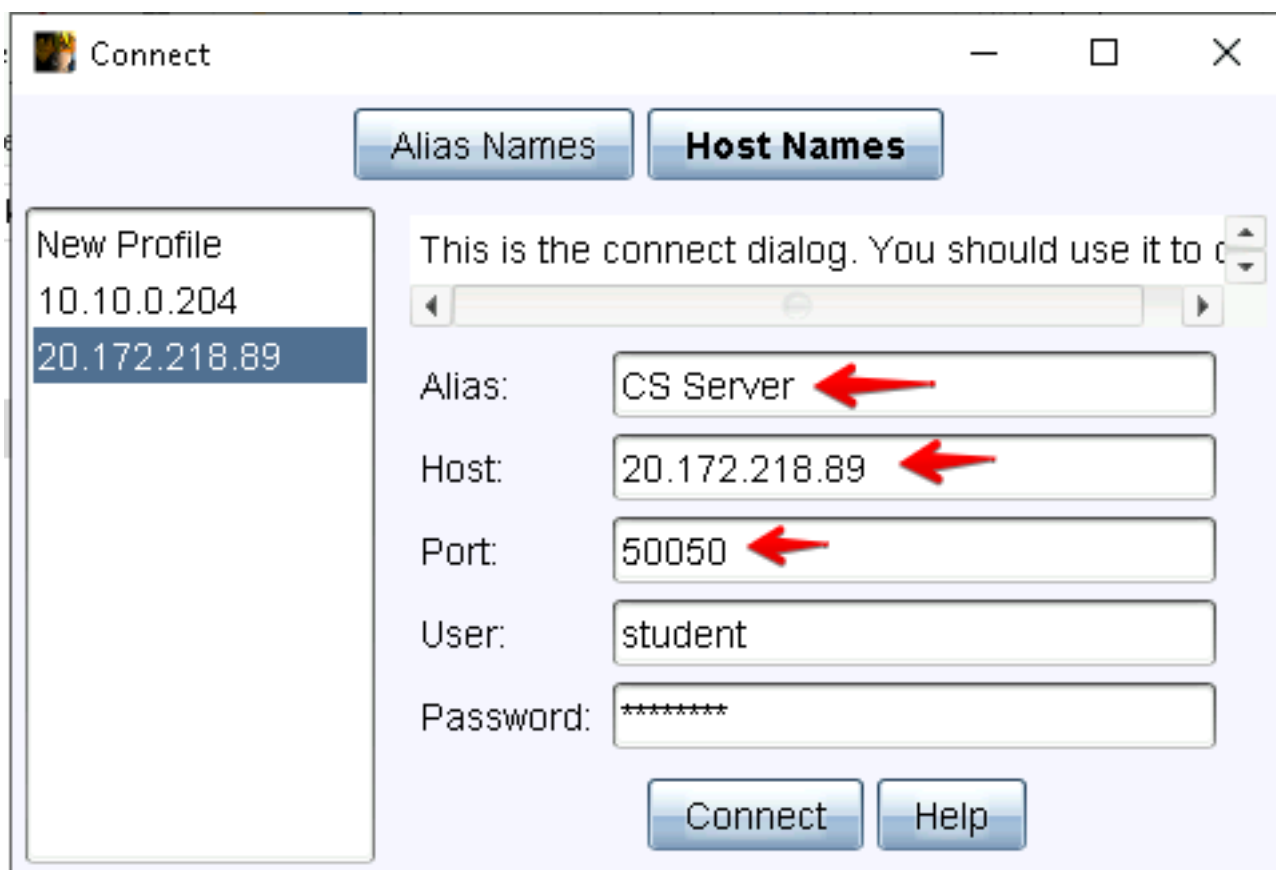 Connect
Alias Names Host Names
New Profile
10.10.0.204
20.172.218.89
This is the connect dialog. You should use it to c
Alias: CS Server
Host: 20.172.218.89
Port: 50050
User: student
Password: ********
Connect Help